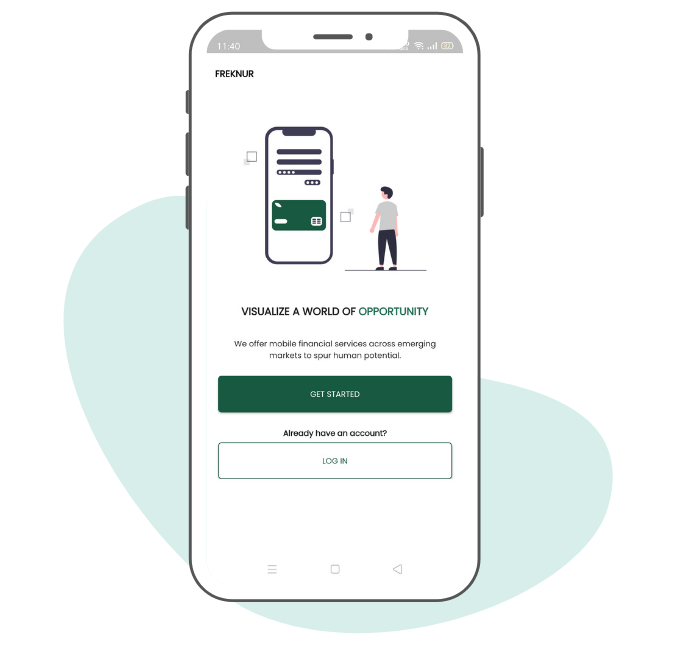 11:40
FREKNUR
VISUALIZE A WORLD OF OPPORTUNITY
We offer mobile financial services across emerging
markets to spur human potential.
GET STARTED
Already have an account?
LOG IN